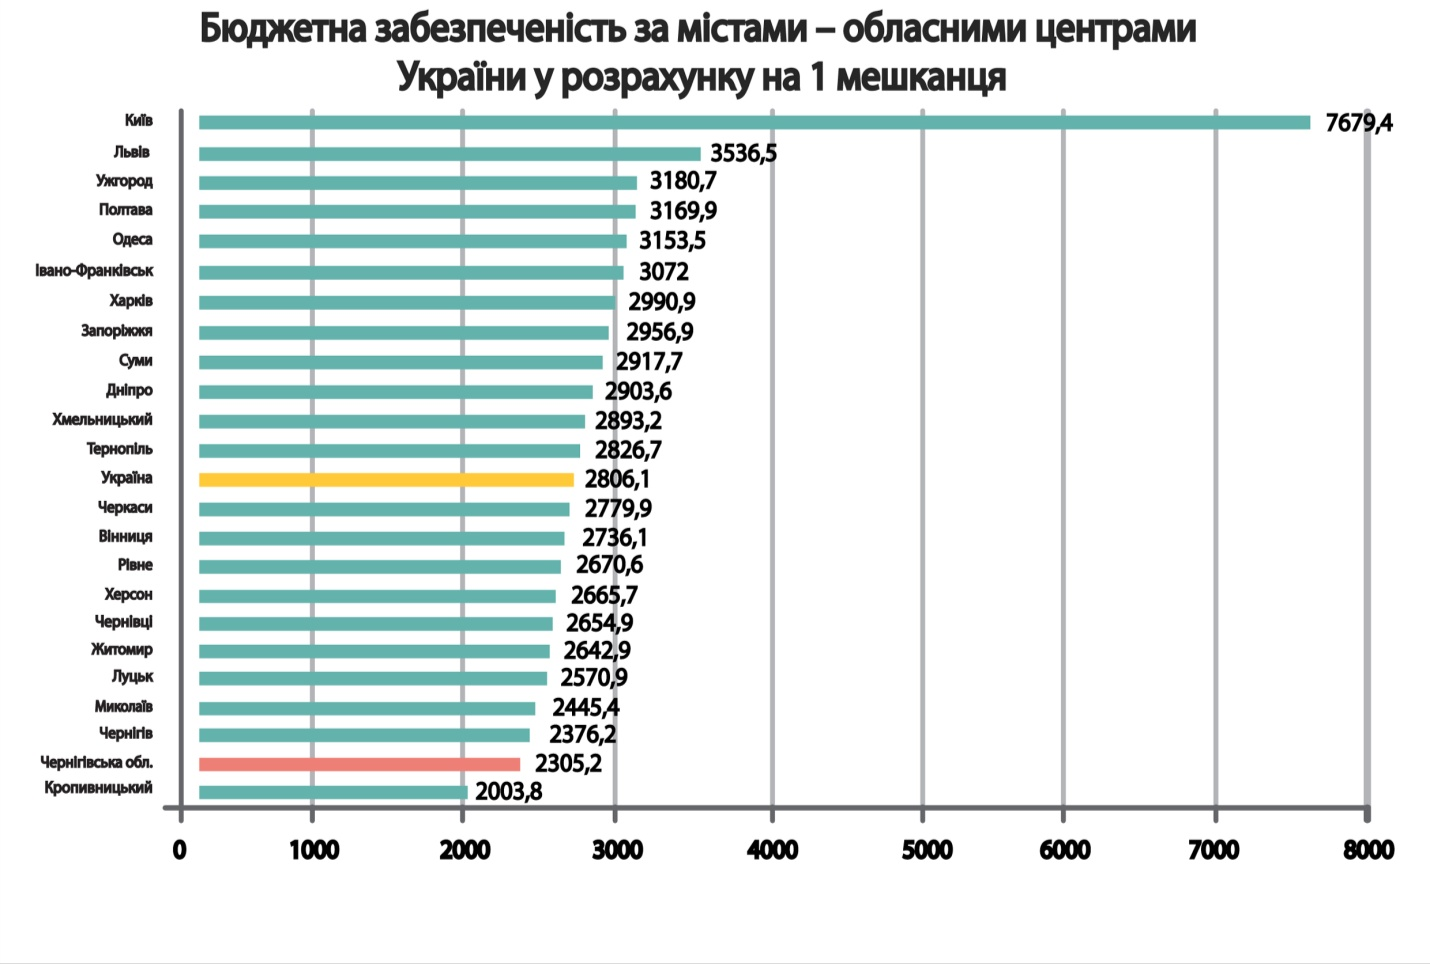 Бюджетна забезпеченість за містами – обласними центрами
України у розрахунку на 1 мешканця
Київ 7679,4
Львів 3536,5
Ужгород 3180,7
Полтава 3169,9
Одеса 3153,5
Івано-Франківськ 3072
Харків 2990,9
Запоріжжя 2956,9
Суми 2917,7
Дніпро 2903,6
Хмельницький 2893,2
Тернопіль 2826,7
Україна 2806,1
Черкаси 2779,9
Вінниця 2736,1
Рівне 2670,6
Херсон 2665,7
Чернівці 2654,9
Житомир 2642,9
Луцьк 2570,9
Миколаїв 2445,4
Чернігів 2376,2
Чернігівська обл. 2305,2
Кропивницький 2003,8
0 1000 2000 3000 4000 5000 6000 7000 8000